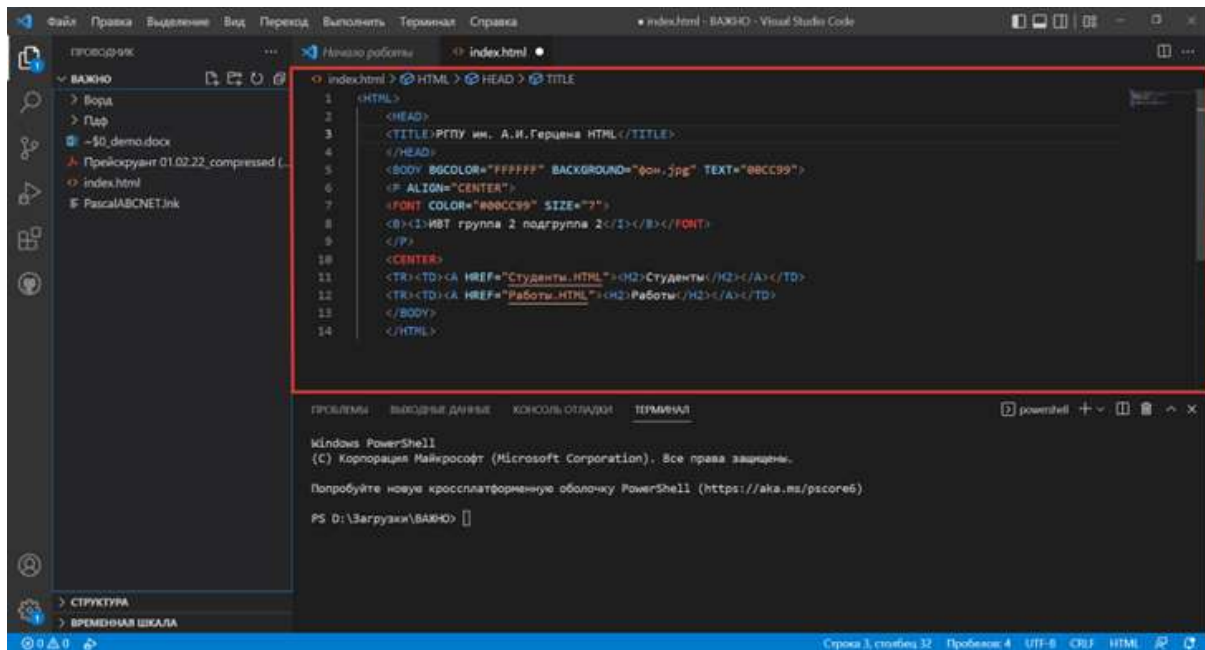 Файл Правка Выделение Вид Переход Выполнить Терминал Справка
● index.html - ВАЖНО - Visual Studio Code
ПРОВОДНИК ...
ВАЖНО
> Ворд
> Пдф
~$0_demo.docx
Прейскруант 01.02.22_compressed (...
index.html
PascalABCNET.lnk
> СТРУКТУРА
> ВРЕМЕННАЯ ШКАЛА
Начало работы
index.html ●
index.html > HTML > HEAD > TITLE
1 <HTML>
2 <HEAD>
3 <TITLE>РГПУ им. А.И.Герцена HTML</TITLE>
4 </HEAD>
5 <BODY BGCOLOR="FFFFFF" BACKGROUND="фон.jpg" TEXT="00CC99">
6 <P ALIGN="CENTER">
7 <FONT COLOR="#00CC99" SIZE="7">
8 <B><I>ИВТ группа 2 подгруппа 2</I></B></FONT>
9 </P>
10 <CENTER>
11 <TR><TD><A HREF="Студенты.HTML"><H2>Студенты</H2></A></TD>
12 <TR><TD><A HREF="Работы.HTML"><H2>Работы</H2></A></TD>
13 </BODY>
14 </HTML>
ПРОБЛЕМЫ ВЫХОДНЫЕ ДАННЫЕ КОНСОЛЬ ОТЛАДКИ ТЕРМИНАЛ
powershell
Windows PowerShell
(C) Корпорация Майкрософт (Microsoft Corporation). Все права защищены.
Попробуйте новую кроссплатформенную оболочку PowerShell (https://aka.ms/pscore6)
PS D:\Загрузки\ВАЖНО>
0 0
Строка 3, столбец 32 Пробелов: 4 UTF-8 CRLF HTML